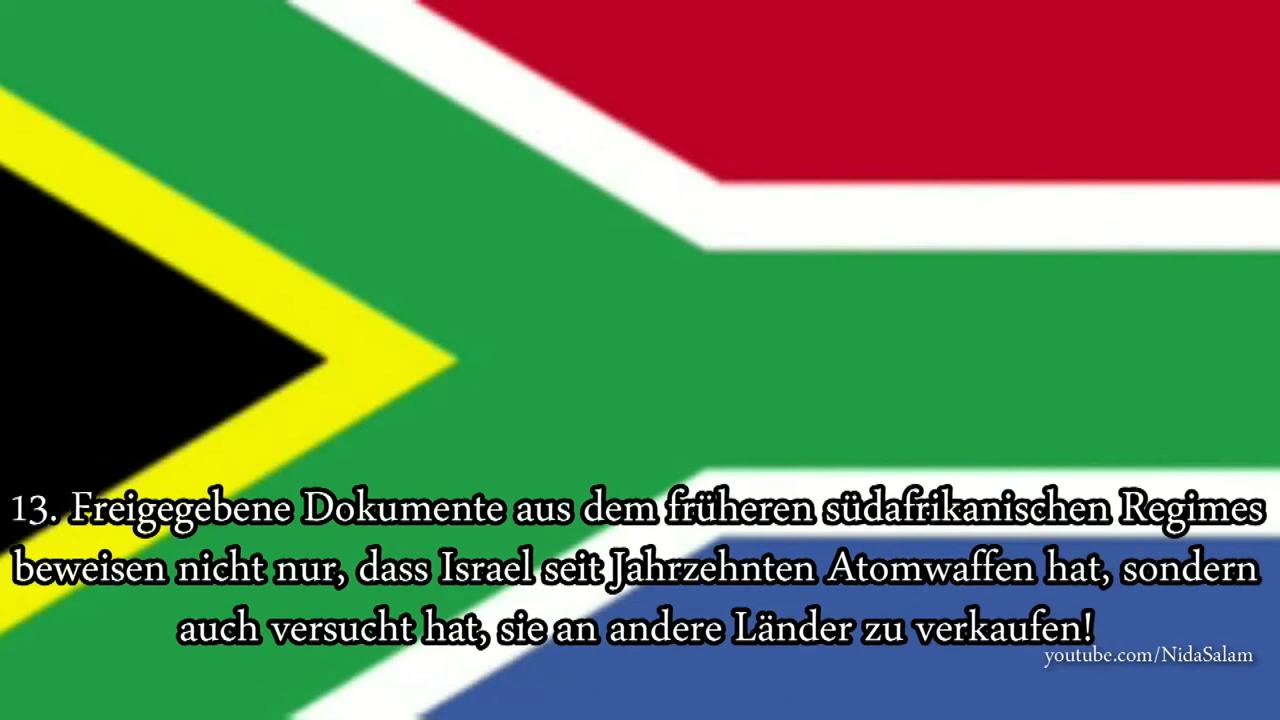 13. Freigegebene Dokumente aus dem früheren südafrikanischen Regimes
beweisen nicht nur, dass Israel seit Jahrzehnten Atomwaffen hat, sondern
auch versucht hat, sie an andere Länder zu verkaufen!
youtube.com/NidaSalam